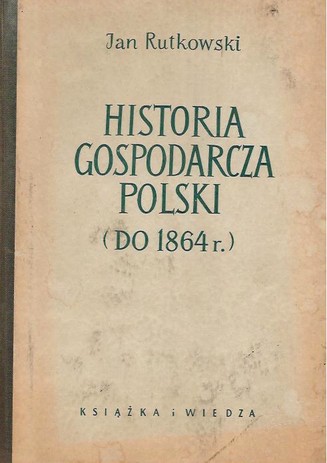 Jan Rutkowski
HISTORIA
GOSPODARCZA
POLSKI
(DO 1864 r.)
KSIĄŻKA i WIEDZA